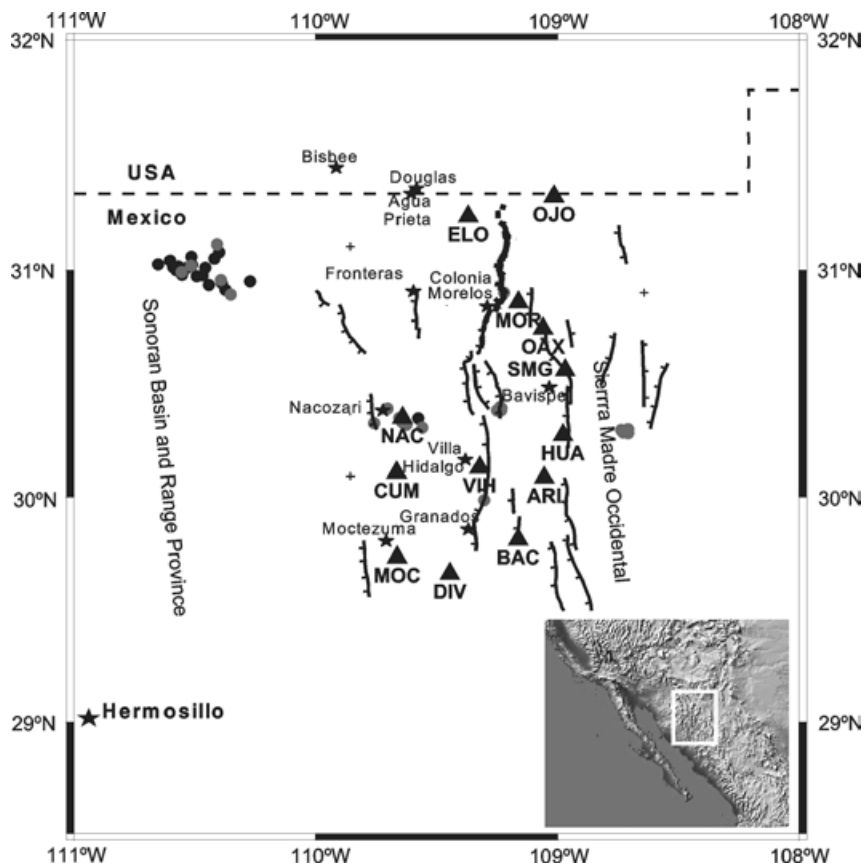 111ºW 110ºW 109ºW 108ºW
32ºN 32ºN
Bisbee
USA
Douglas
Agua
Prieta
OJO
Mexico
ELO
31ºN 31ºN
Fronteras
Colonia
Morelos
MOR
OAX
SMG
Bavispe
Nacozari
NAC
HUA
Villa
Hidalgo
VIH
CUM
ARI
30ºN 30ºN
Granados
Moctezuma
BAC
MOC
DIV
Sonoran Basin and Range Province
Sierrra Madre Occidental
Hermosillo
29ºN 29ºN
111ºW 110ºW 109ºW 108ºW